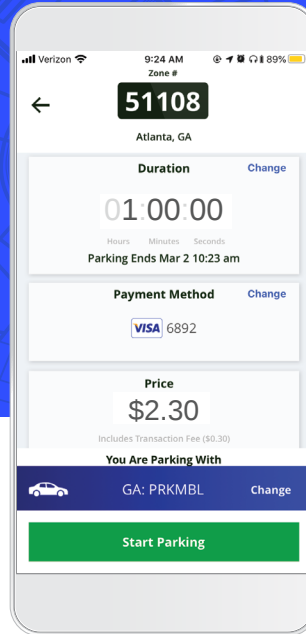 Verizon 9:24 AM 89%
Zone #
51108
Atlanta, GA
Duration Change
01:00:00
Hours Minutes Seconds
Parking Ends Mar 2 10:23 am
Payment Method Change
VISA 6892
Price
$2.30
Includes Transaction Fee ($0.30)
You Are Parking With
GA: PRKMBL Change
Start Parking